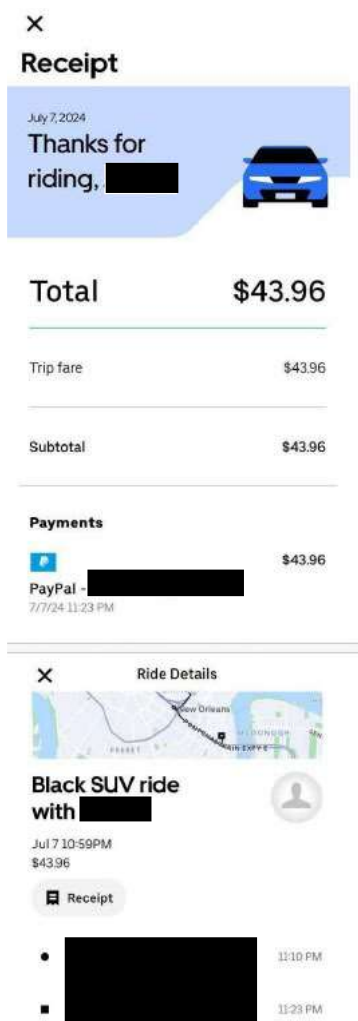 Receipt
July 7, 2024
Thanks for
riding,
Total $43.96
Trip fare $43.96
Subtotal $43.96
Payments
$43.96
PayPal -
7/7/24 11:23 PM
Ride Details
New Orleans
Black SUV ride
with
Jul 7 10:59PM
$43.96
Receipt
11:10 PM
11:23 PM